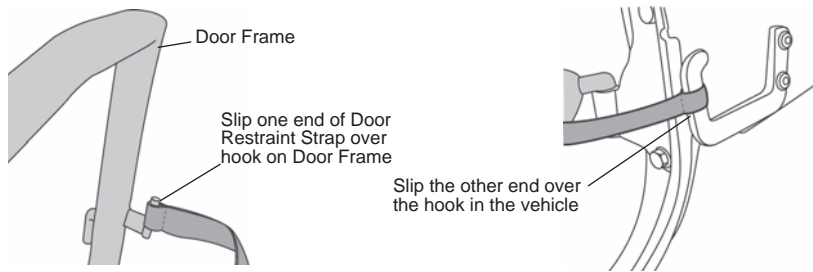 Door Frame
Slip one end of Door
Restraint Strap over
hook on Door Frame
Slip the other end over
the hook in the vehicle